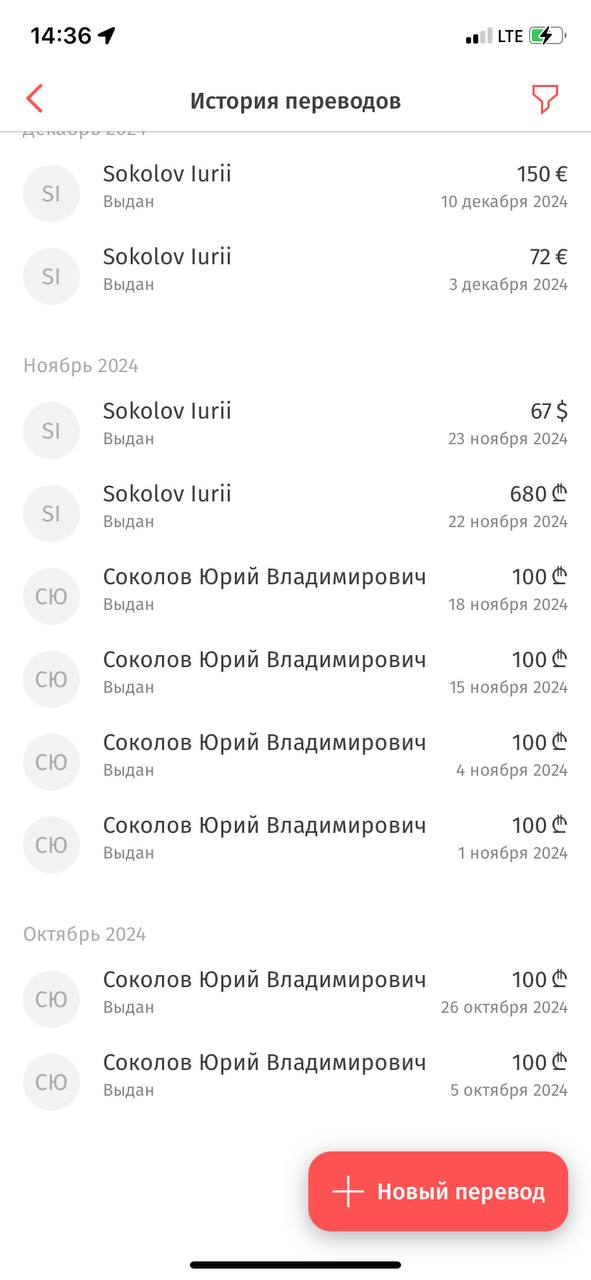 14:36
LTE
История переводов
Декабрь 2024
SI
Sokolov Iurii
150 €
Выдан
10 декабря 2024
SI
Sokolov Iurii
72 €
Выдан
3 декабря 2024
Ноябрь 2024
SI
Sokolov Iurii
67 $
Выдан
23 ноября 2024
SI
Sokolov Iurii
680 ₾
Выдан
22 ноября 2024
СЮ
Соколов Юрий Владимирович
100 ₾
Выдан
18 ноября 2024
СЮ
Соколов Юрий Владимирович
100 ₾
Выдан
15 ноября 2024
СЮ
Соколов Юрий Владимирович
100 ₾
Выдан
4 ноября 2024
СЮ
Соколов Юрий Владимирович
100 ₾
Выдан
1 ноября 2024
Октябрь 2024
СЮ
Соколов Юрий Владимирович
100 ₾
Выдан
26 октября 2024
СЮ
Соколов Юрий Владимирович
100 ₾
Выдан
5 октября 2024
Новый перевод